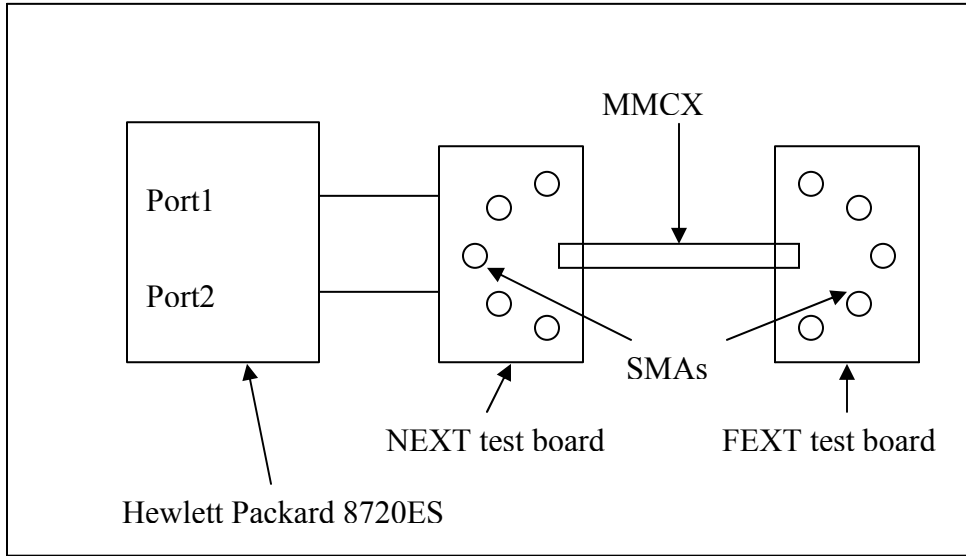 MMCX
Port1
Port2
SMAs
NEXT test board
FEXT test board
Hewlett Packard 8720ES